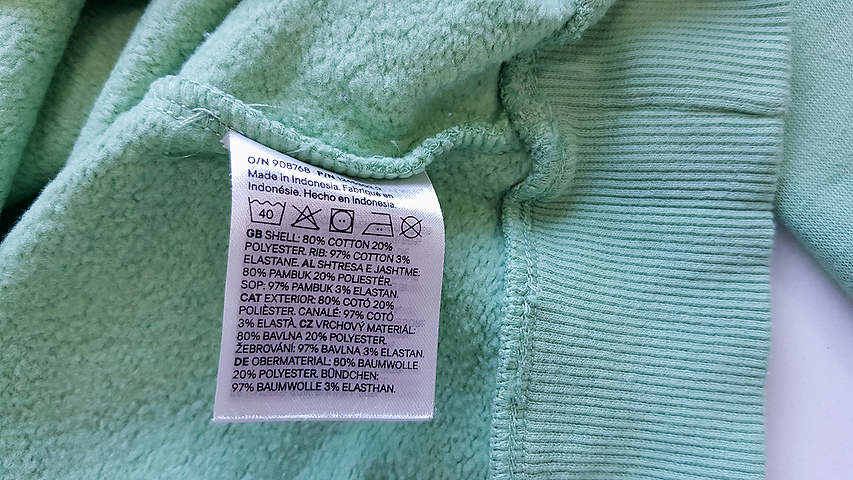 O/N 908768 P/N
Made in Indonesia. Fabriqué en
Indonésie. Hecho en Indonesia.
40
GB SHELL: 80% COTTON 20%
POLYESTER. RIB: 97% COTTON 3%
ELASTANE. AL SHTRESA E JASHTME:
80% PAMBUK 20% POLIESTËR.
SOP: 97% PAMBUK 3% ELASTAN.
CAT EXTERIOR: 80% COTÓ 20%
POLIÈSTER. CANALÉ: 97% COTÓ
3% ELASTÀ. CZ VRCHOVÝ MATERIÁL:
80% BAVLNA 20% POLYESTER.
ŽEBROVÁNÍ: 97% BAVLNA 3% ELASTAN.
DE OBERMATERIAL: 80% BAUMWOLLE
20% POLYESTER. BÜNDCHEN:
97% BAUMWOLLE 3% ELASTHAN.